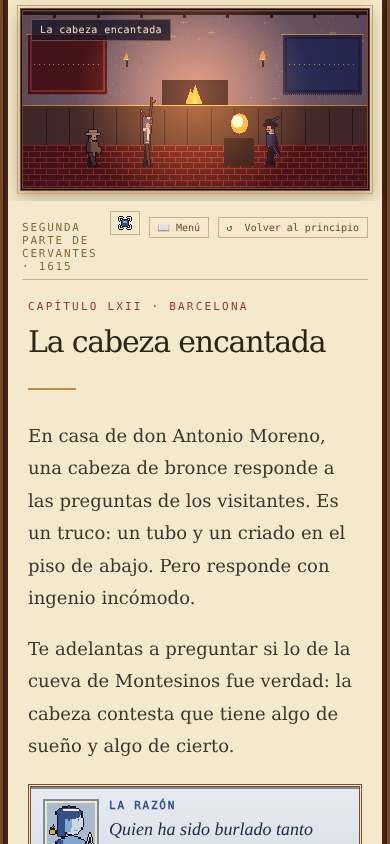 La cabeza encantada
SEGUNDA
PARTE DE
CERVANTES
· 1615
📖 Menú
↺ Volver al principio
CAPÍTULO LXII · BARCELONA
La cabeza encantada
En casa de don Antonio Moreno,
una cabeza de bronce responde a
las preguntas de los visitantes. Es
un truco: un tubo y un criado en el
piso de abajo. Pero responde con
ingenio incómodo.
Te adelantas a preguntar si lo de la
cueva de Montesinos fue verdad: la
cabeza contesta que tiene algo de
sueño y algo de cierto.
LA RAZÓN
Quien ha sido burlado tanto